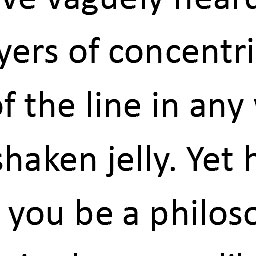 ve vaguely heard
yers of concentri
of the line in any
shaken jelly. Yet h
you be a philoso